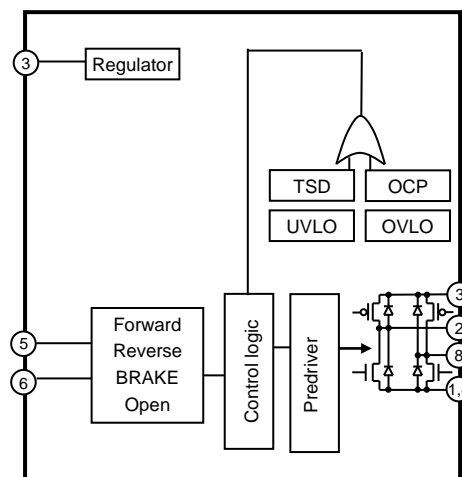 3
Regulator
TSD
OCP
UVLO
OVLO
3
2
8
1,
5
6
Forward
Reverse
BRAKE
Open
Control logic
Predriver